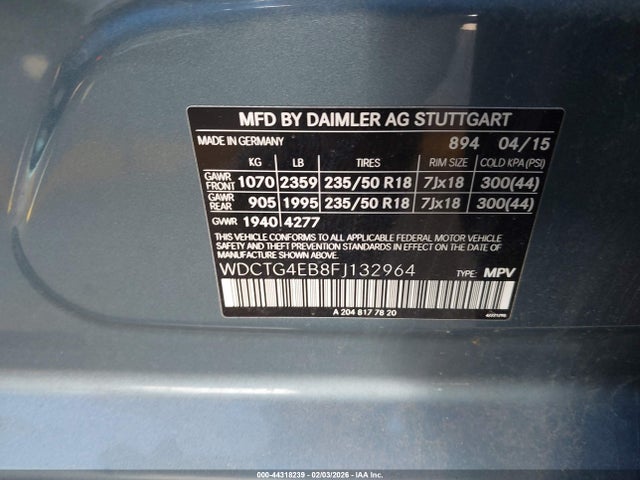 MFD BY DAIMLER AG STUTTGART
MADE IN GERMANY 894 04/15
KG LB TIRES RIM SIZE COLD KPA (PSI)
GAWR FRONT 1070 2359 235/50 R18 7Jx18 300(44)
GAWR REAR 905 1995 235/50 R18 7Jx18 300(44)
GVWR 1940 4277
THIS VEHICLE CONFORMS TO ALL APPLICABLE FEDERAL MOTOR VEHICLE
SAFETY AND THEFT PREVENTION STANDARDS IN EFFECT ON THE DATE
OF MANUFACTURE SHOWN ABOVE.
WDCTG4EB8FJ132964 TYPE: MPV
A 204 817 78 20
000-44318239 - 02/03/2026 - IAA Inc.